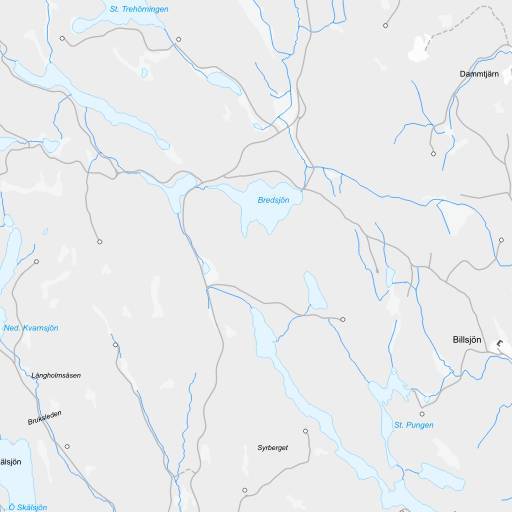 St. Trehörningen
Dammtjärn
Bredsjön
Ned. Kvarnsjön
Billsjön
Långholmsåsen
Bruksleden
St. Pungen
Syrberget
älsjön
Ö Skälsjön